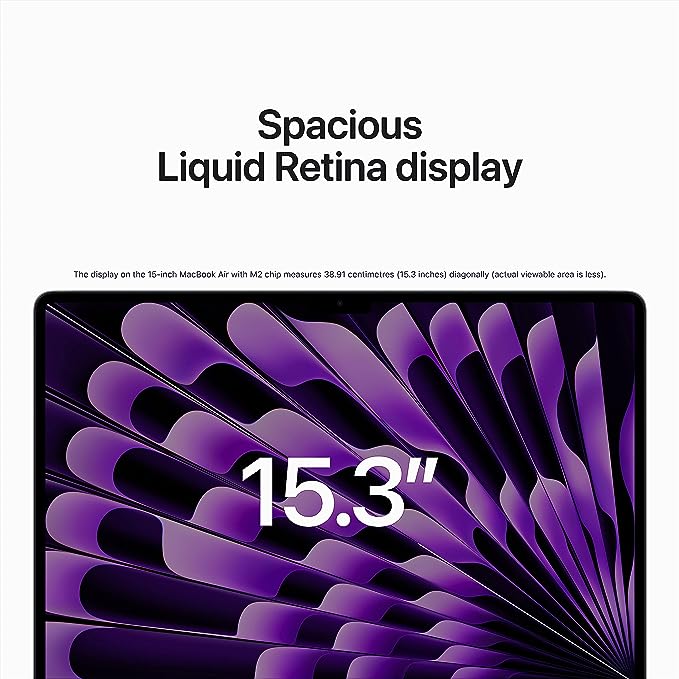 Spacious
Liquid Retina display
The display on the 15-inch MacBook Air with M2 chip measures 38.91 centimetres (15.3 inches) diagonally (actual viewable area is less).
15.3″